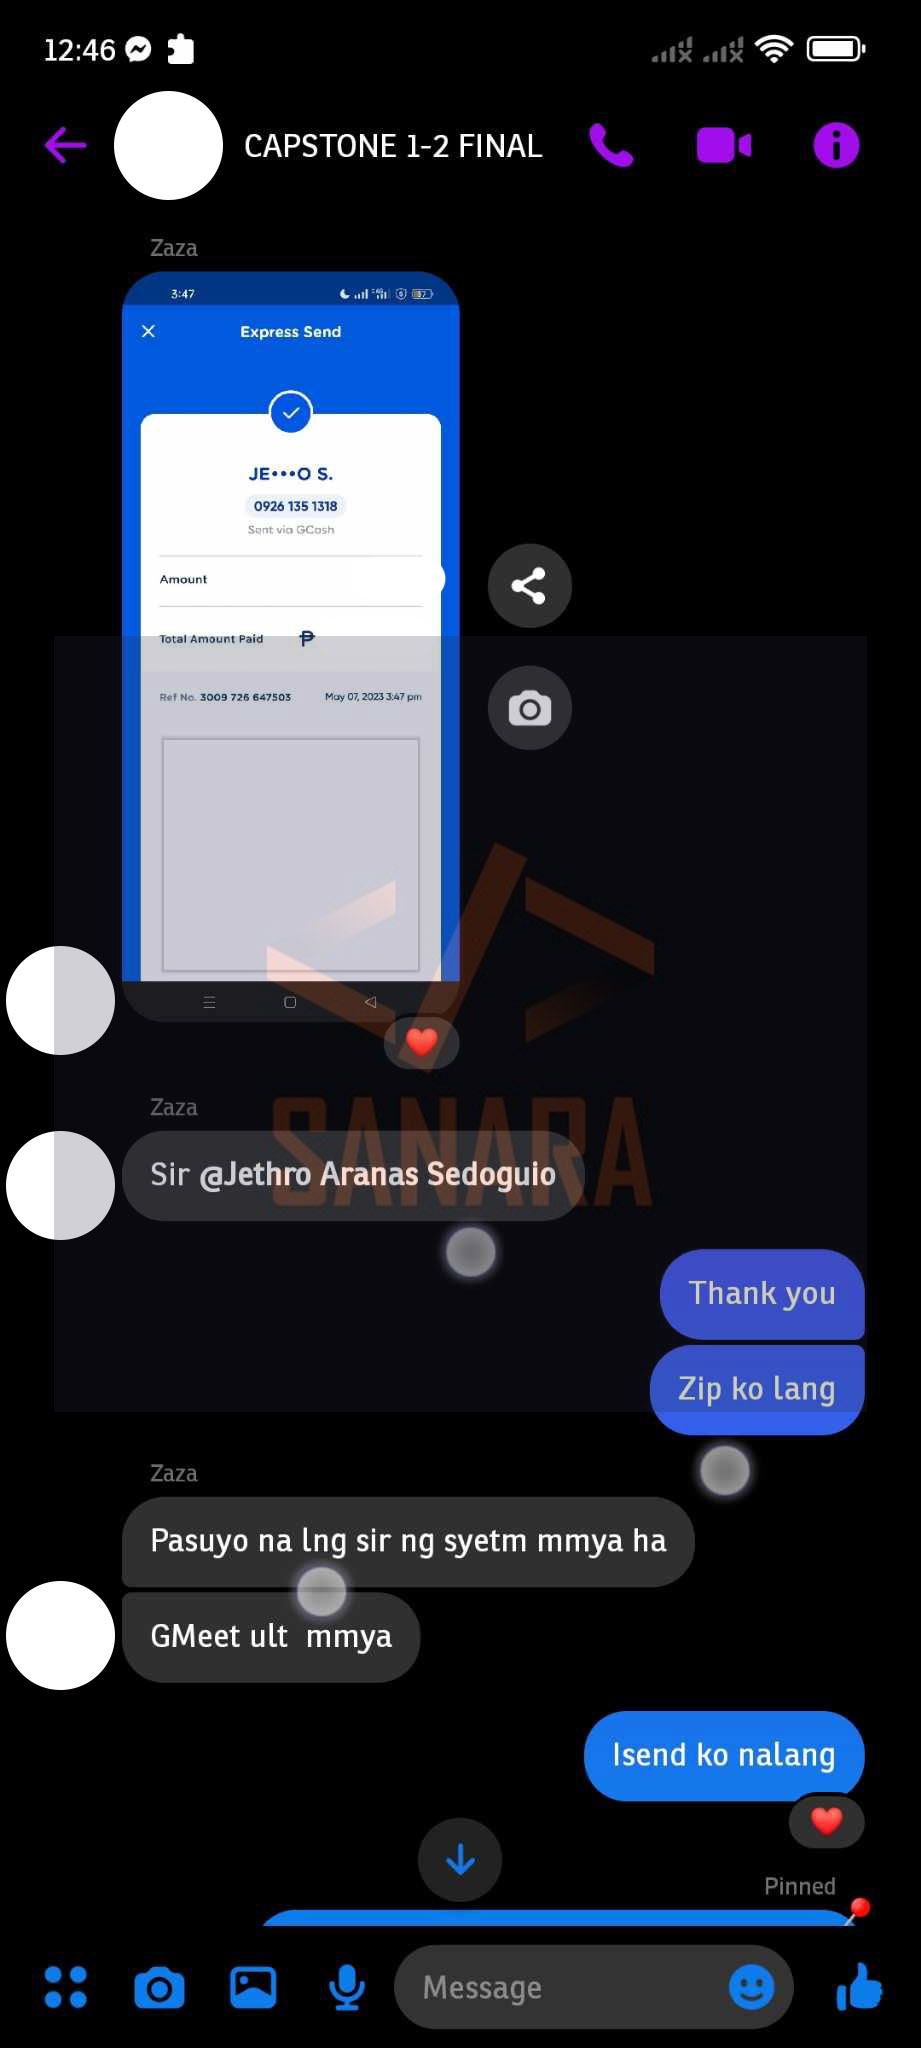 12:46
CAPSTONE 1-2 FINAL
Zaza
3:47
Express Send
JE•••O S.
0926 135 1318
Sent via GCash
Amount
Total Amount Paid ₱
Ref No. 3009 726 647503 May 07, 2023 3:47 pm
SANARA
Zaza
Sir @Jethro Aranas Sedoguio
Thank you
Zip ko lang
Zaza
Pasuyo na lng sir ng syetm mmya ha
GMeet ult mmya
Isend ko nalang
Pinned
Message